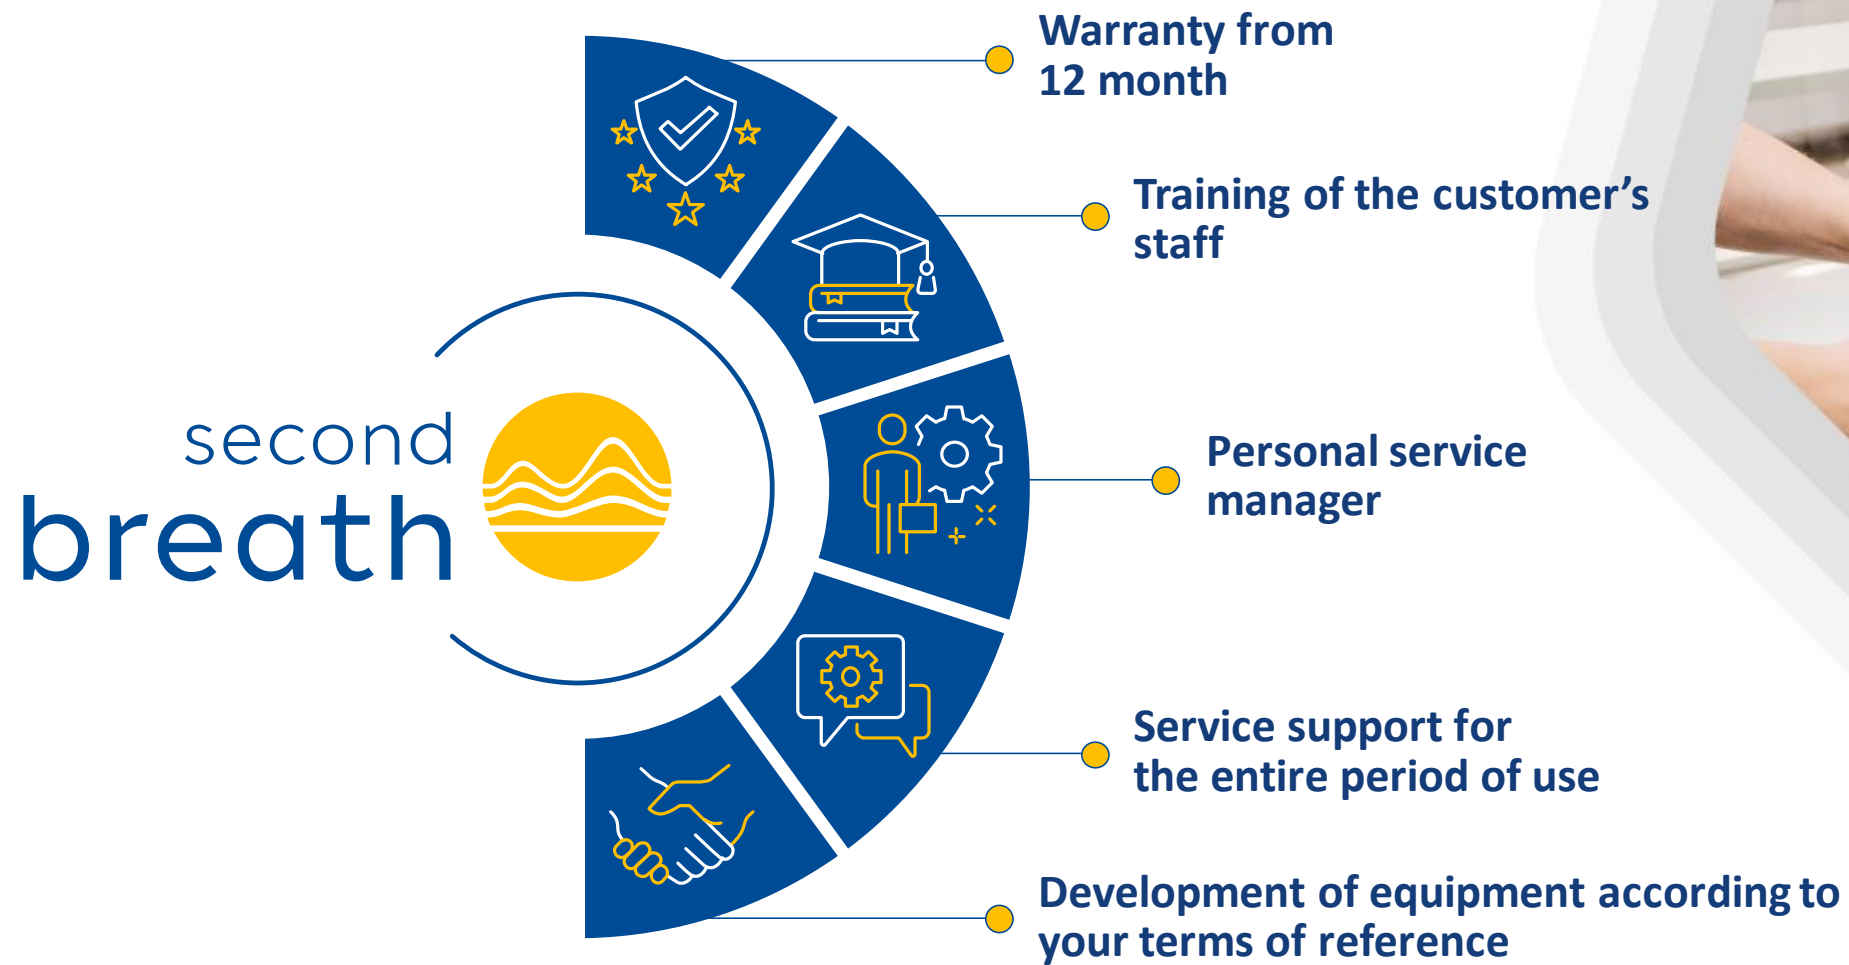 Warranty from
12 month
Training of the customer’s
staff
second
breath
Personal service
manager
Service support for
the entire period of use
Development of equipment according to
your terms of reference